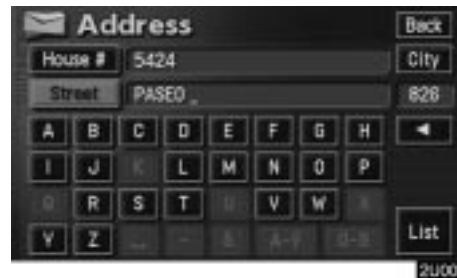 Address Back
House # 5424 City
Street PASEO _ 826
A B C D E F G H
I J K L M N O P
Q R S T U V W X
Y Z - & List
2U00